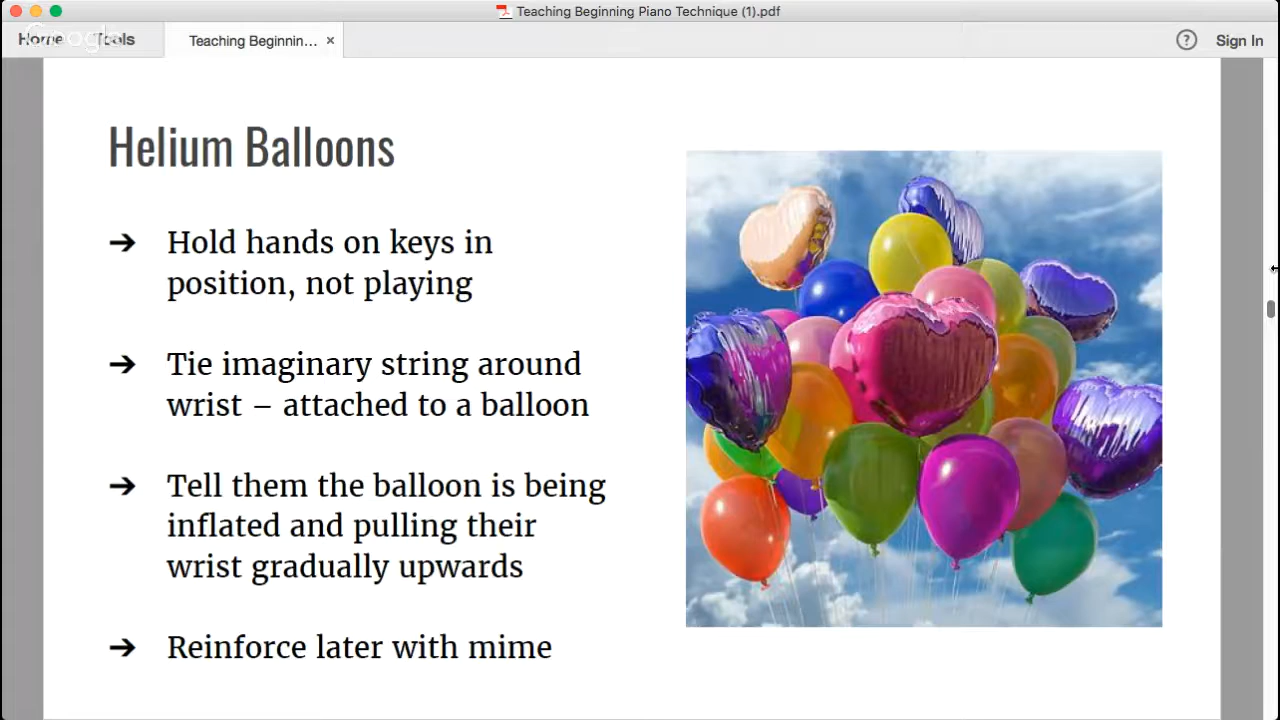 Teaching Beginning Piano Technique (1).pdf
Home Tools Teaching Beginnin... × ? Sign In
Google
Helium Balloons
➔ Hold hands on keys in
position, not playing
➔ Tie imaginary string around
wrist – attached to a balloon
➔ Tell them the balloon is being
inflated and pulling their
wrist gradually upwards
➔ Reinforce later with mime